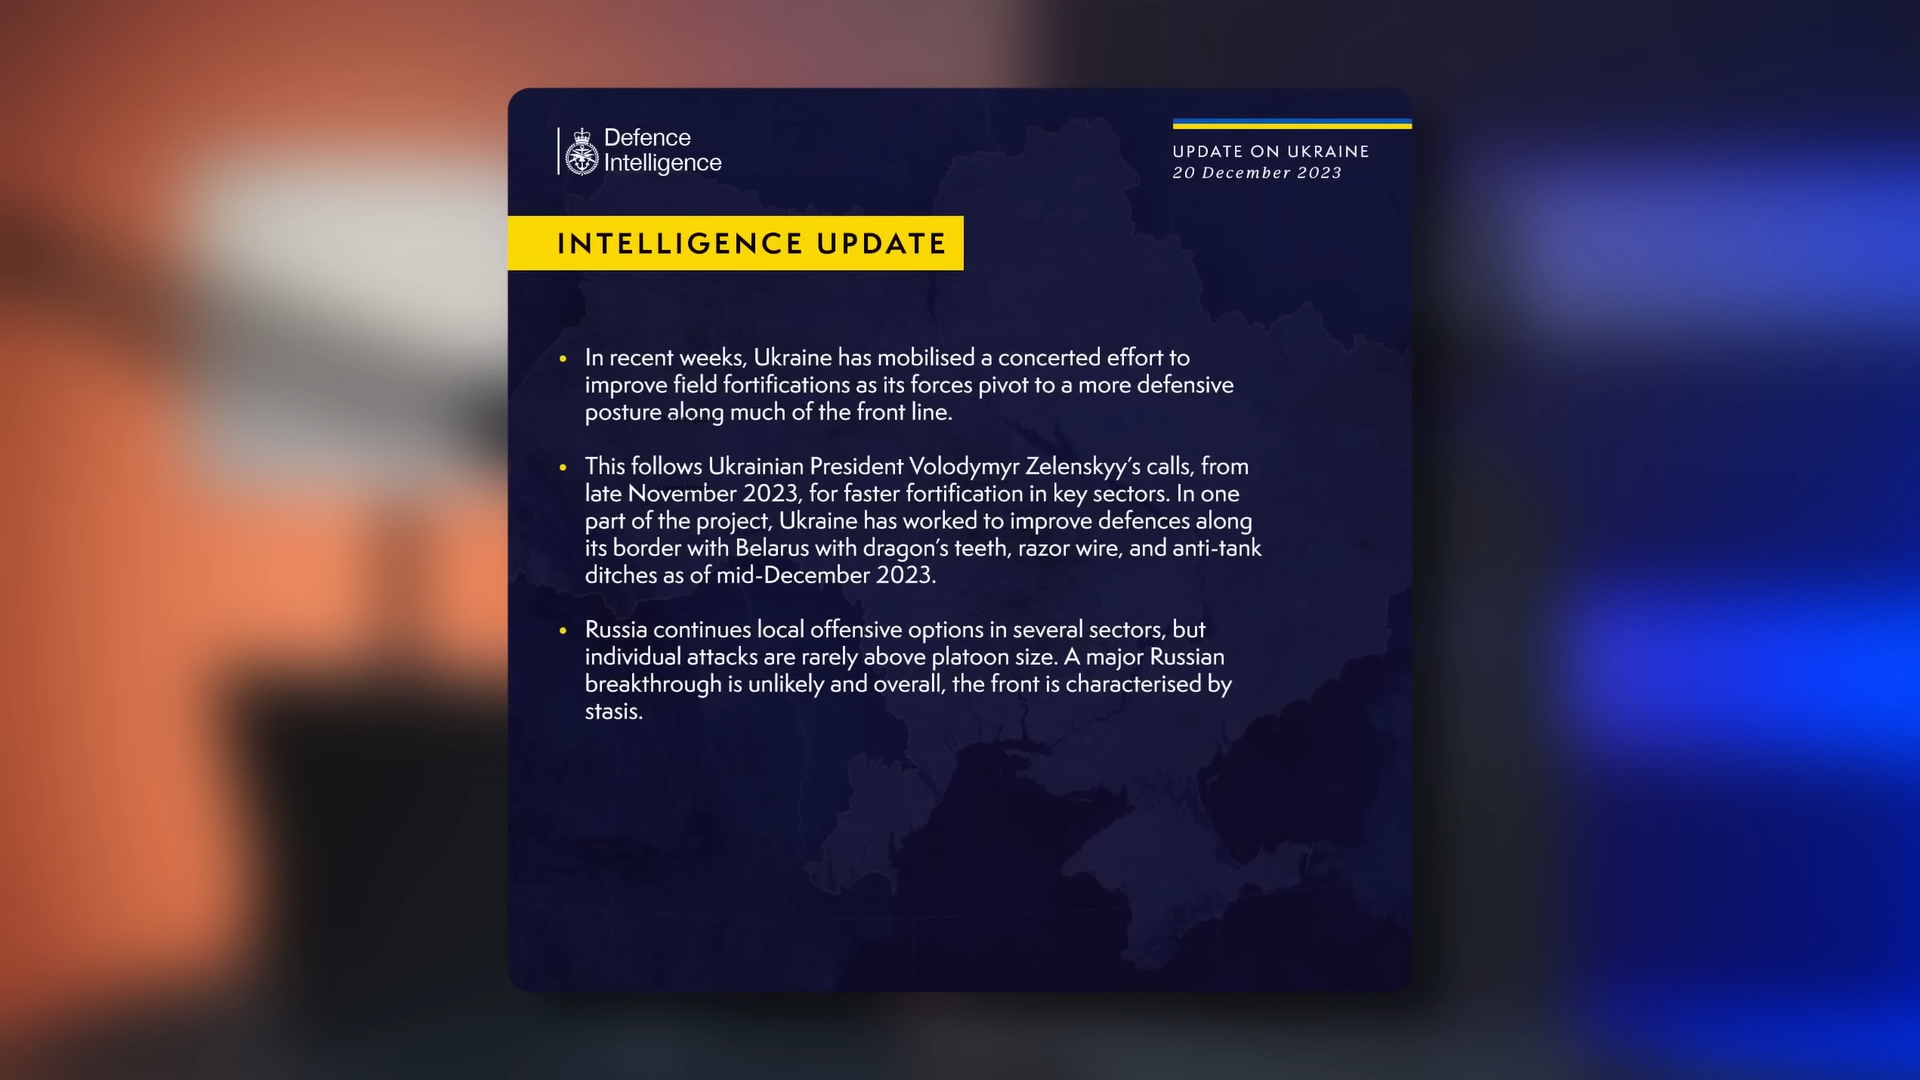 Defence
Intelligence
UPDATE ON UKRAINE
20 December 2023
INTELLIGENCE UPDATE
• In recent weeks, Ukraine has mobilised a concerted effort to
improve field fortifications as its forces pivot to a more defensive
posture along much of the front line.
• This follows Ukrainian President Volodymyr Zelenskyy’s calls, from
late November 2023, for faster fortification in key sectors. In one
part of the project, Ukraine has worked to improve defences along
its border with Belarus with dragon’s teeth, razor wire, and anti-tank
ditches as of mid-December 2023.
• Russia continues local offensive options in several sectors, but
individual attacks are rarely above platoon size. A major Russian
breakthrough is unlikely and overall, the front is characterised by
stasis.